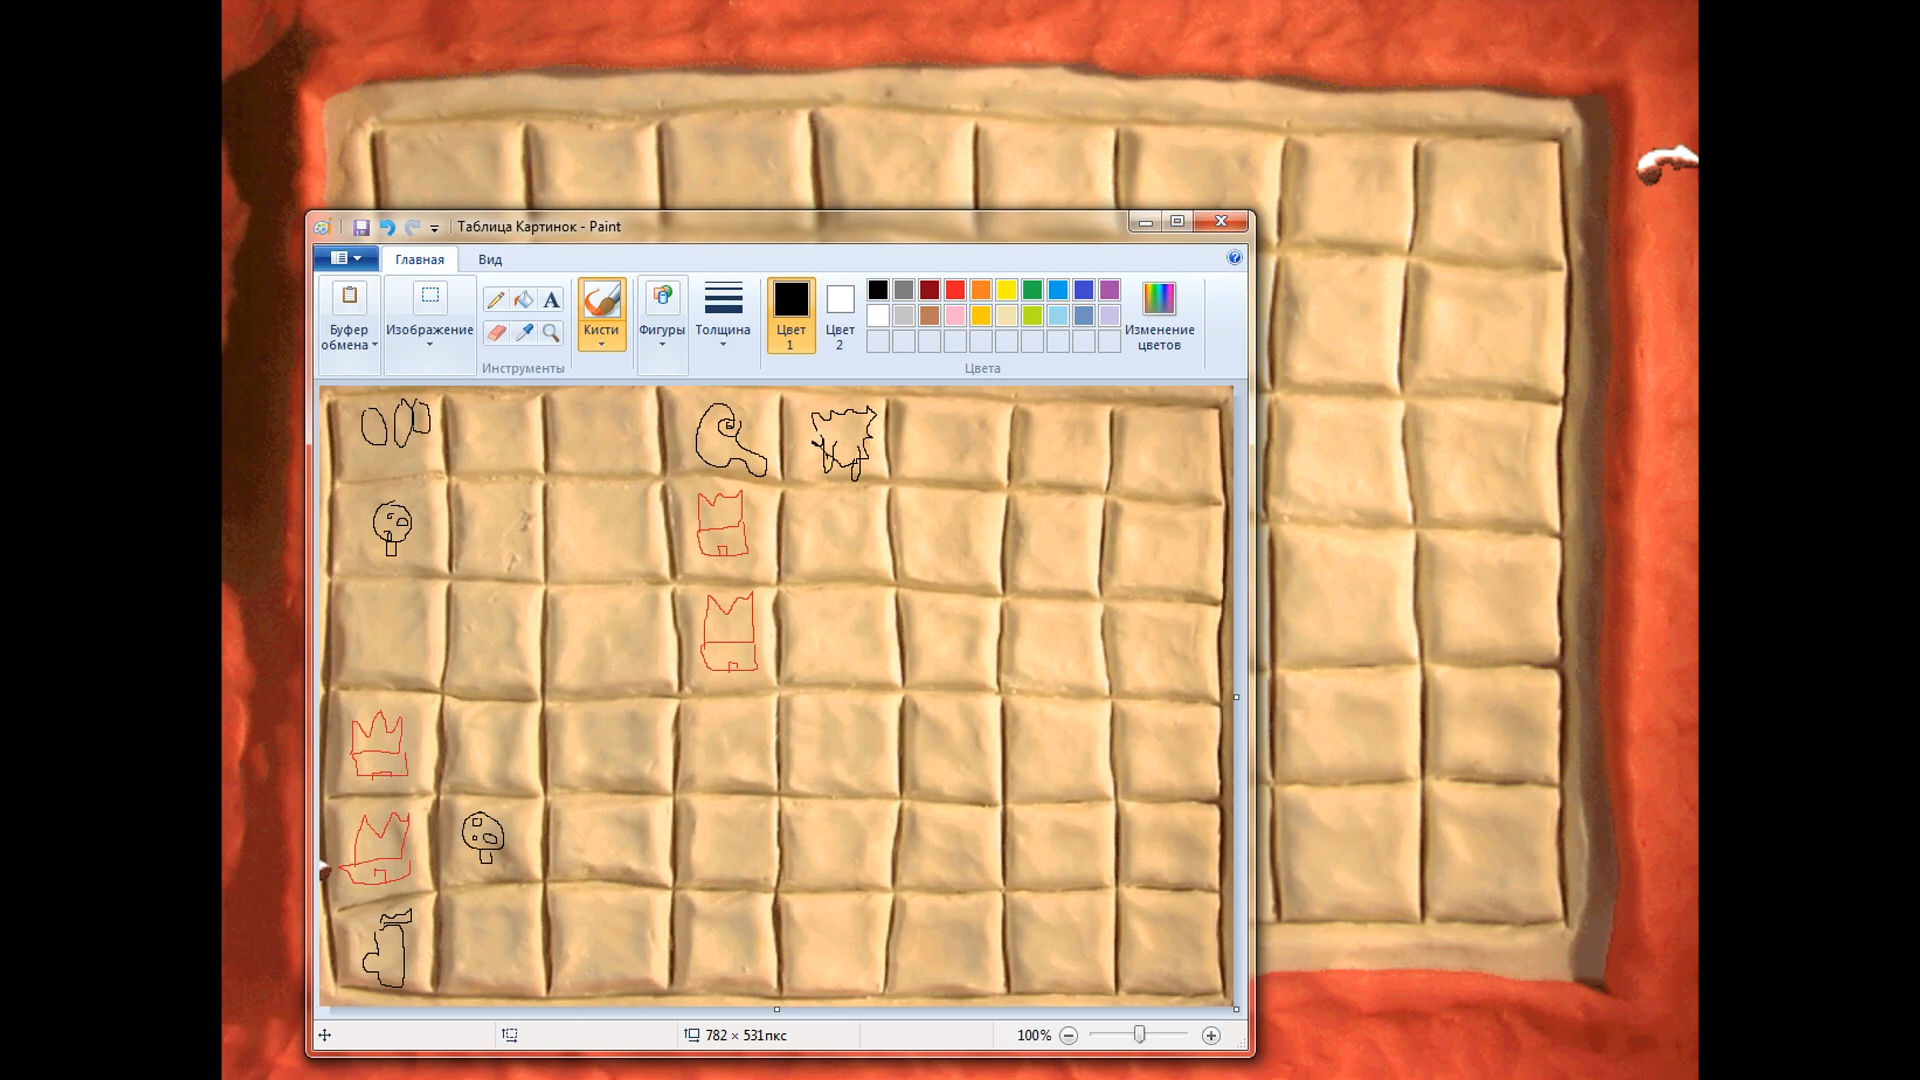 Таблица Картинок - Paint
Главная
Вид
Буфер обмена
Изображение
A
Инструменты
Кисти
Фигуры
Толщина
Цвет 1
Цвет 2
Цвета
Изменение цветов
782 × 531пкс
100%